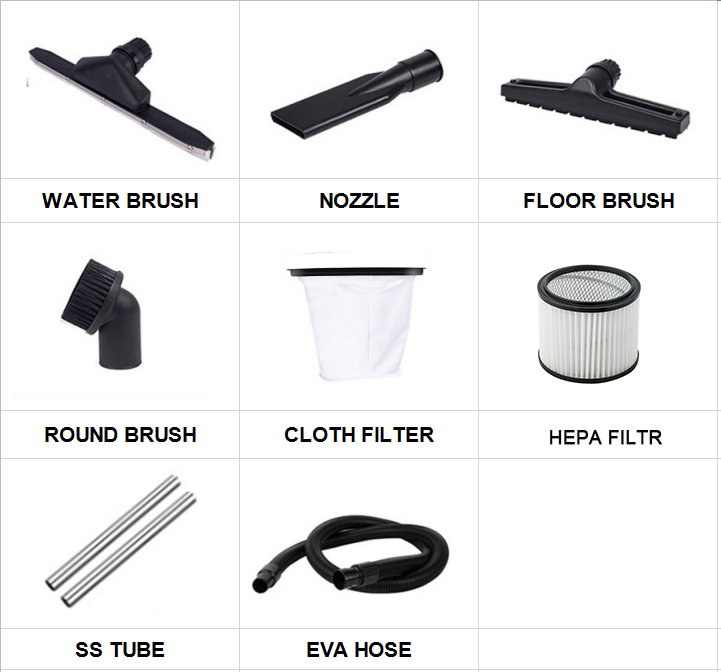 WATER BRUSH
NOZZLE
FLOOR BRUSH
ROUND BRUSH
CLOTH FILTER
HEPA FILTR
SS TUBE
EVA HOSE